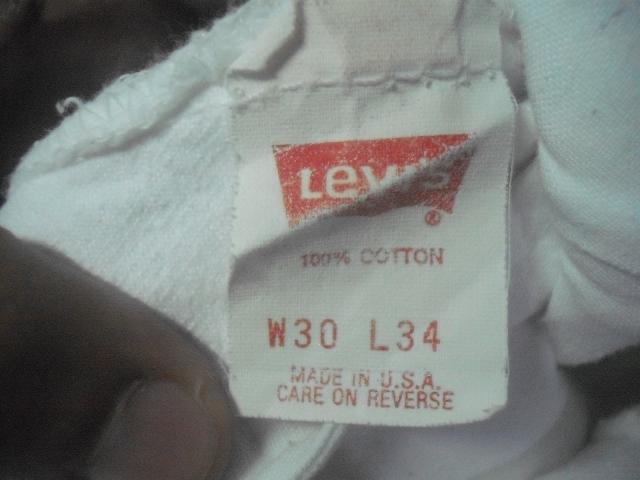 Levi's
®
100% COTTON
W30 L34
MADE IN U.S.A.
CARE ON REVERSE